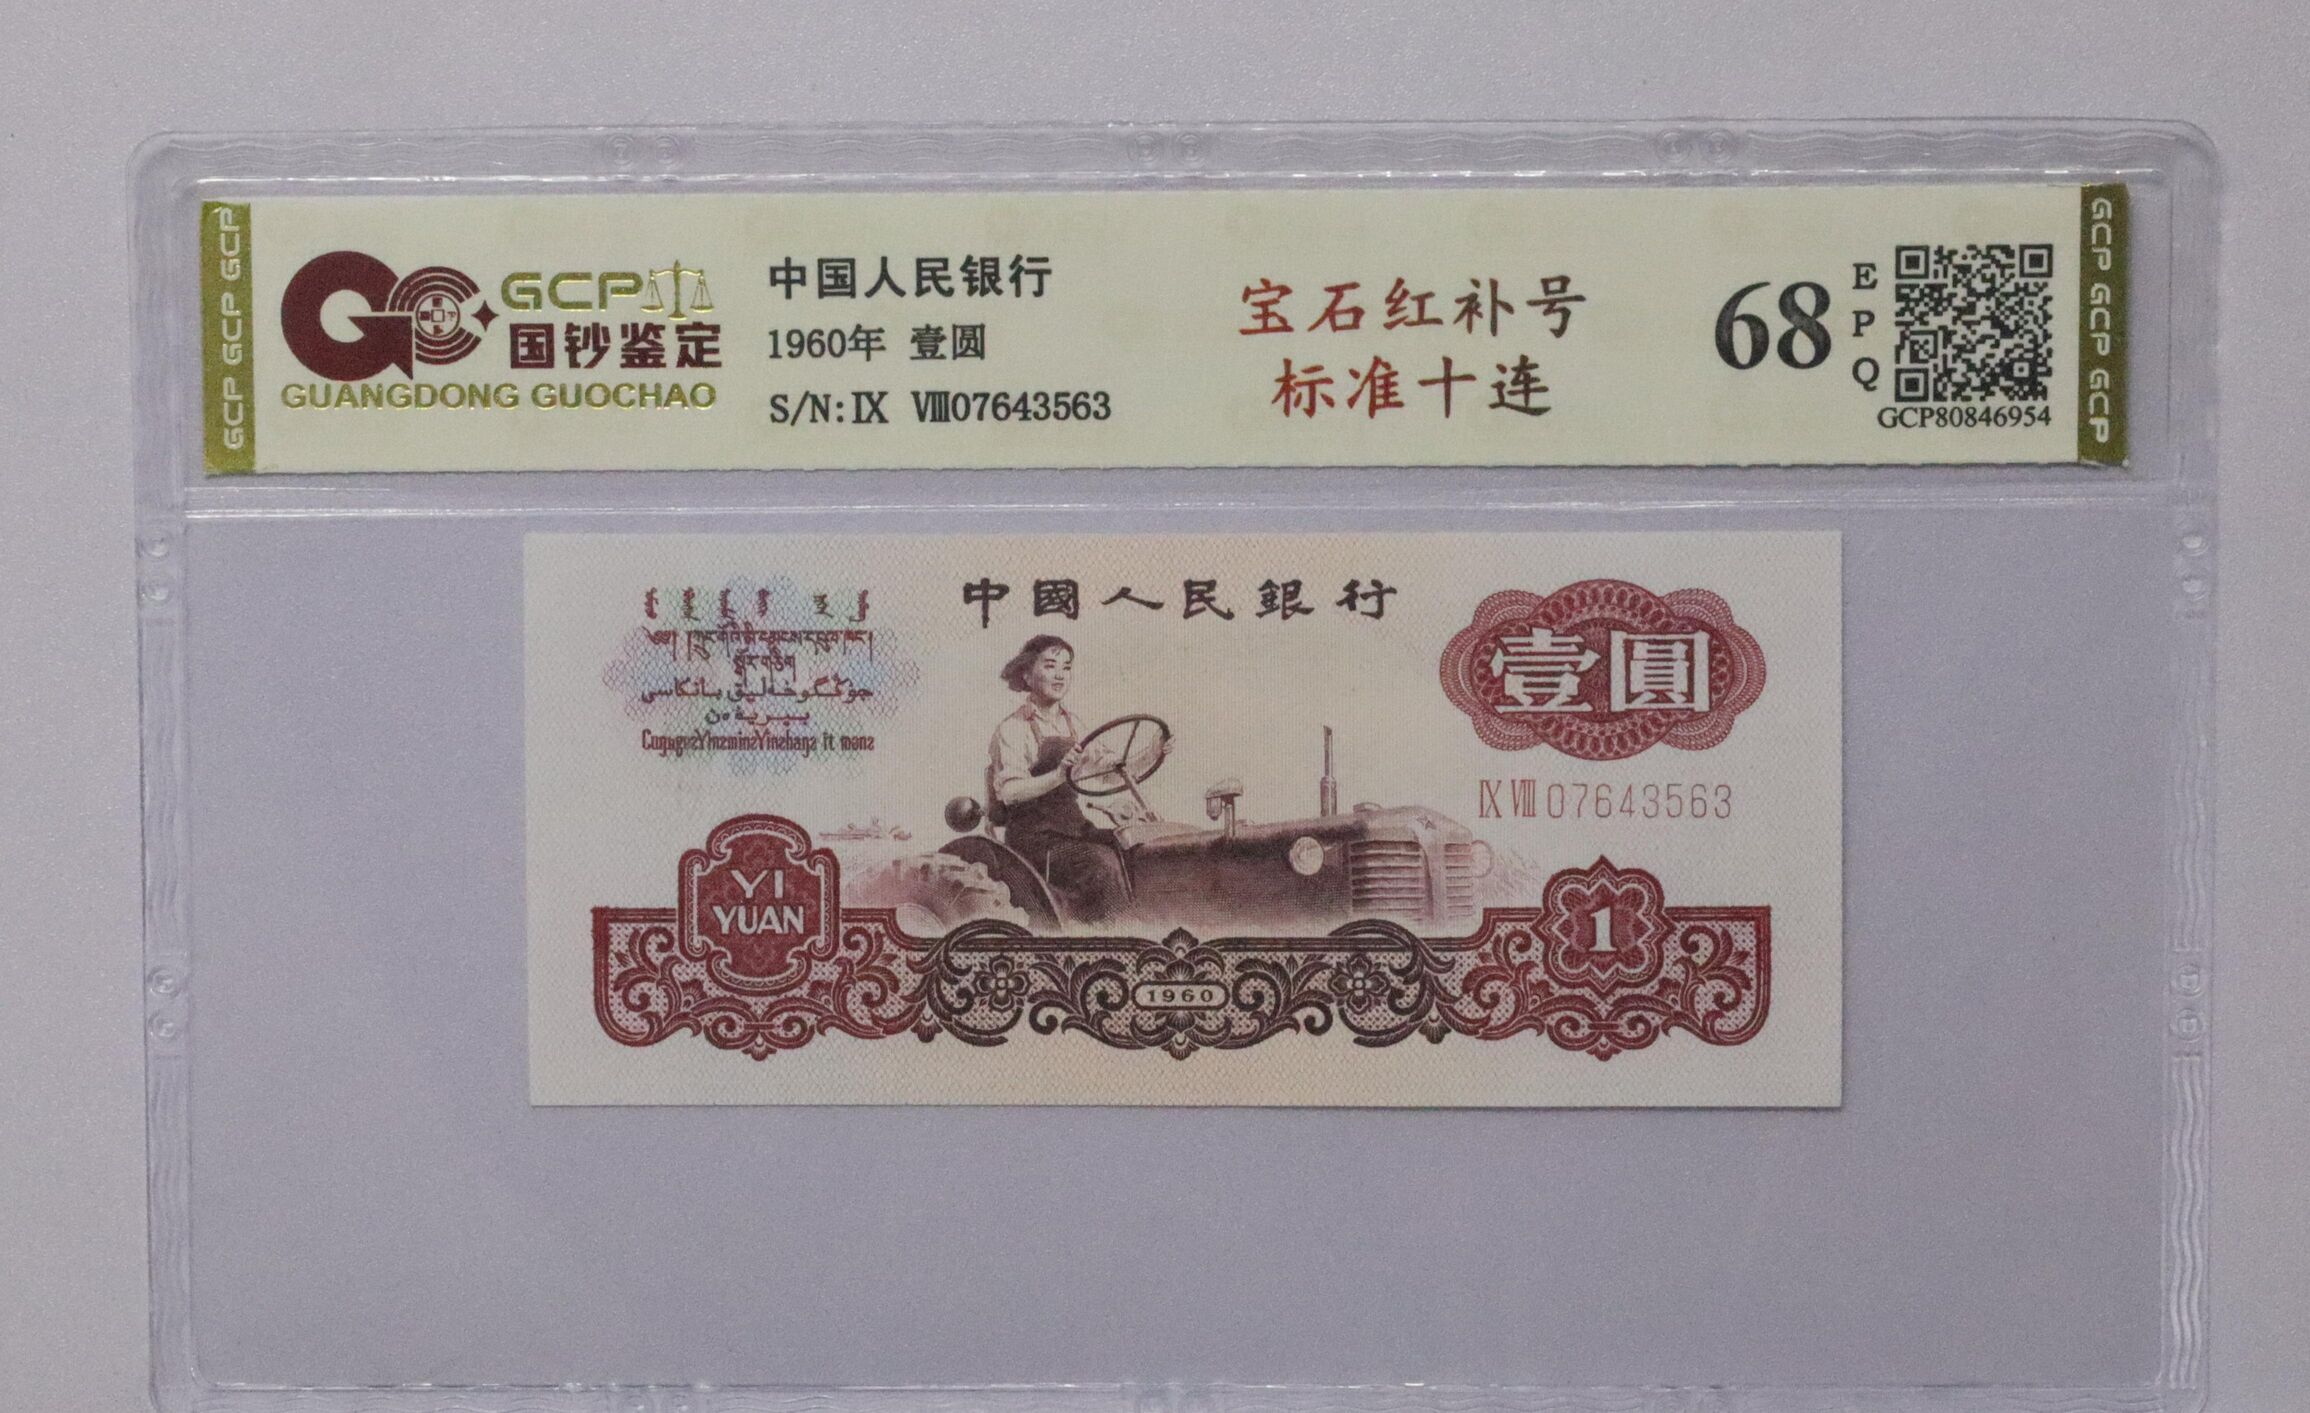 GCP GCP GCP
GCP
国钞鉴定
GUANGDONG GUOCHAO
中国人民银行
1960年 壹圆
S/N: Ⅸ Ⅷ07643563
宝石红补号
标准十连
68
E
P
Q
GCP80846954
GCP GCP GCP
中國人民銀行
壹圓
Ⅸ Ⅷ 07643563
YI
YUAN
1960
1